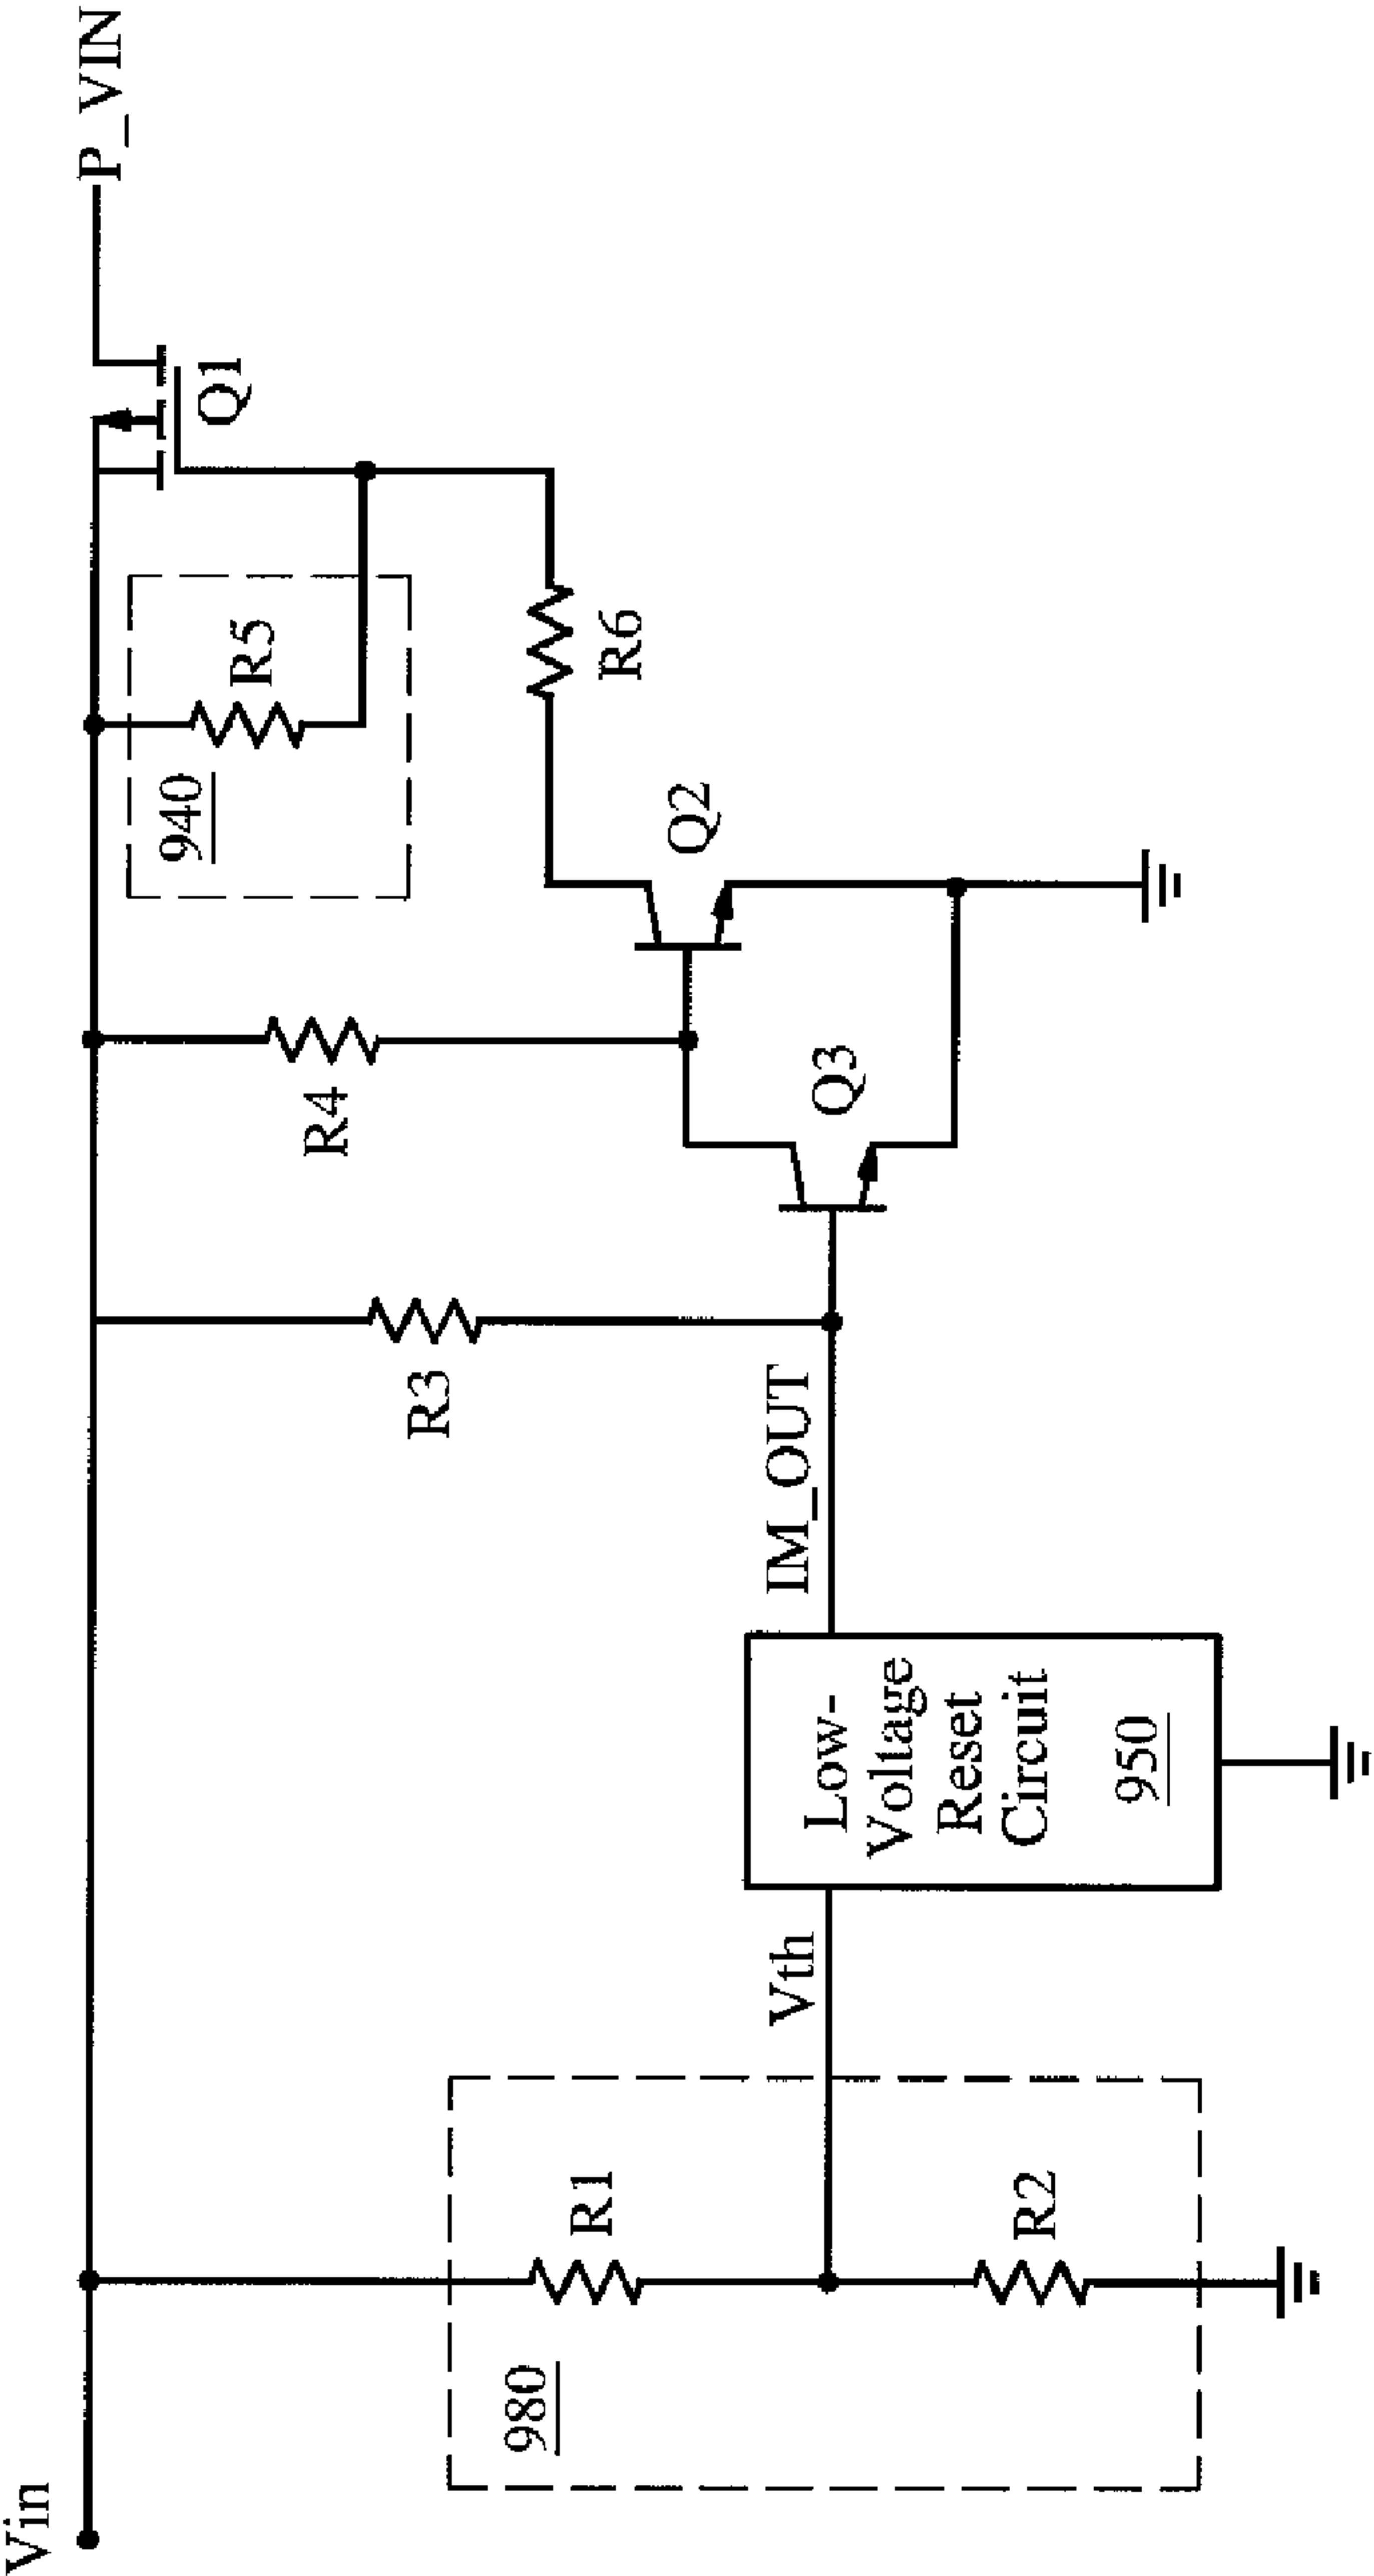 Vin
P_VIN
Q1
R5
940
R6
R4
Q2
R3
Q3
IM_OUT
Vth
Low-
Voltage
Reset
Circuit
950
R1
R2
980